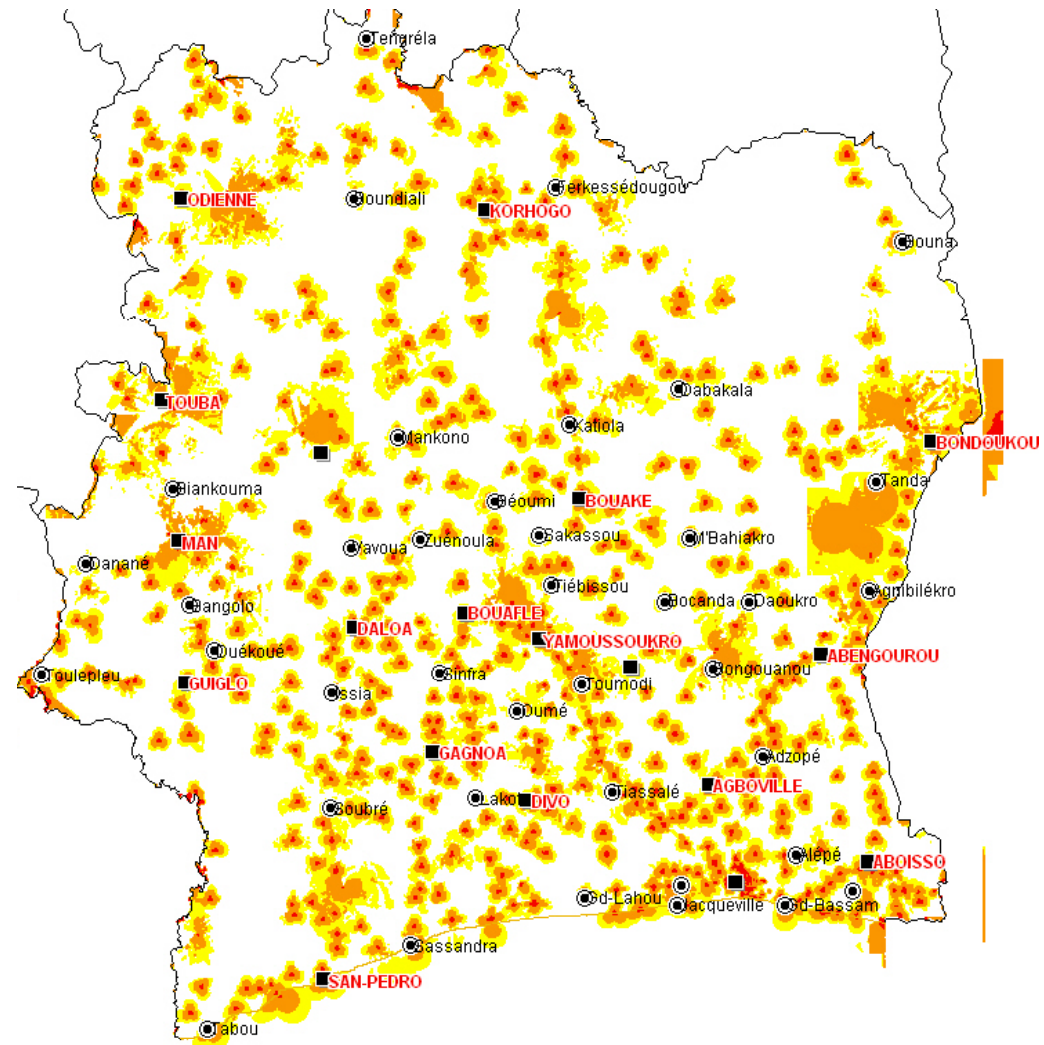 Tengréla
ODIENNE
Boundiali
Ferkessédougou
KORHOGO
Bouna
Dabakala
TOUBA
Katiola
Mankono
BONDOUKOU
Tanda
Biankouma
Béoumi
BOUAKE
Sakassou
M'Bahiakro
Zuénoula
MAN
Vavoua
Danané
Tiébissou
Agnibilékro
Bangolo
Bocanda
Daoukro
BOUAFLE
DALOA
YAMOUSSOUKRO
Duékoué
ABENGOUROU
Bongouanou
Toulepleu
Sinfra
GUIGLO
Toumodi
Issia
Oumé
GAGNOA
Adzopé
AGBOVILLE
Tiassalé
Lakot
DIVO
Soubré
Alépé
ABOISSO
Gd-Lahou
Jacqueville
Gd-Bassam
Sassandra
SAN-PEDRO
Tabou